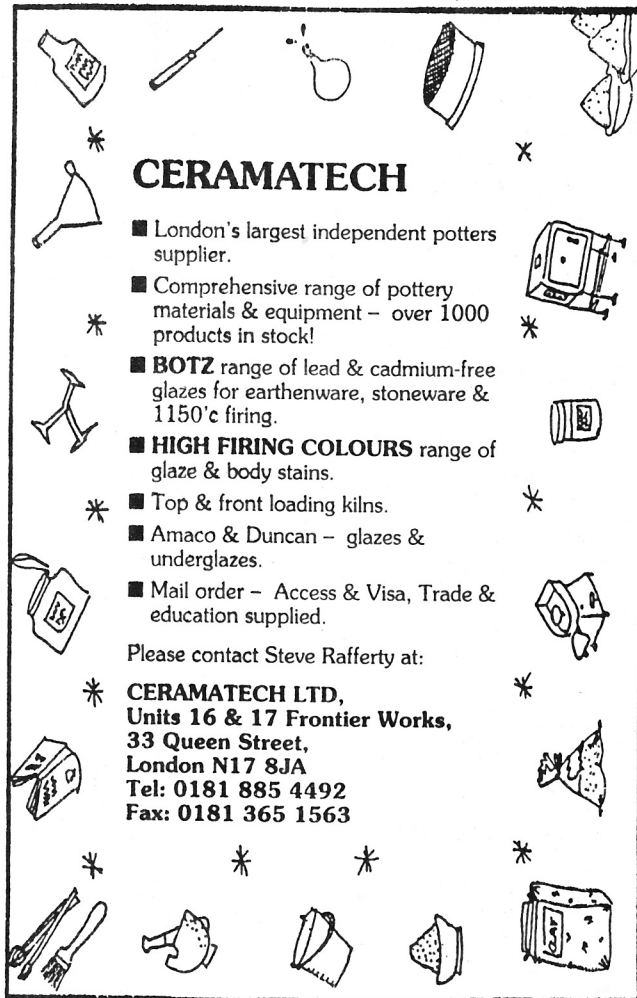 CERAMATECH
■ London's largest independent potters
supplier.
■ Comprehensive range of pottery
materials & equipment – over 1000
products in stock!
■ BOTZ range of lead & cadmium-free
glazes for earthenware, stoneware &
1150'c firing.
■ HIGH FIRING COLOURS range of
glaze & body stains.
■ Top & front loading kilns.
■ Amaco & Duncan – glazes &
underglazes.
■ Mail order – Access & Visa, Trade &
education supplied.
Please contact Steve Rafferty at:
CERAMATECH LTD,
Units 16 & 17 Frontier Works,
33 Queen Street,
London N17 8JA
Tel: 0181 885 4492
Fax: 0181 365 1563
CLAY